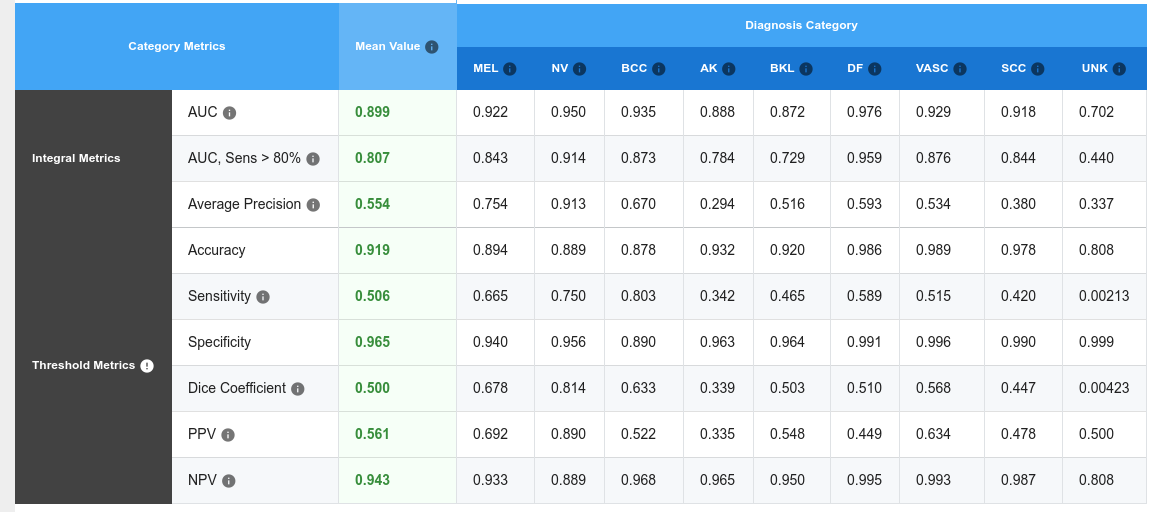 Category Metrics Mean Value Diagnosis Category
MEL NV BCC AK BKL DF VASC SCC UNK
Integral Metrics
AUC 0.899 0.922 0.950 0.935 0.888 0.872 0.976 0.929 0.918 0.702
AUC, Sens > 80% 0.807 0.843 0.914 0.873 0.784 0.729 0.959 0.876 0.844 0.440
Average Precision 0.554 0.754 0.913 0.670 0.294 0.516 0.593 0.534 0.380 0.337
Threshold Metrics
Accuracy 0.919 0.894 0.889 0.878 0.932 0.920 0.986 0.989 0.978 0.808
Sensitivity 0.506 0.665 0.750 0.803 0.342 0.465 0.589 0.515 0.420 0.00213
Specificity 0.965 0.940 0.956 0.890 0.963 0.964 0.991 0.996 0.990 0.999
Dice Coefficient 0.500 0.678 0.814 0.633 0.339 0.503 0.510 0.568 0.447 0.00423
PPV 0.561 0.692 0.890 0.522 0.335 0.548 0.449 0.634 0.478 0.500
NPV 0.943 0.933 0.889 0.968 0.965 0.950 0.995 0.993 0.987 0.808